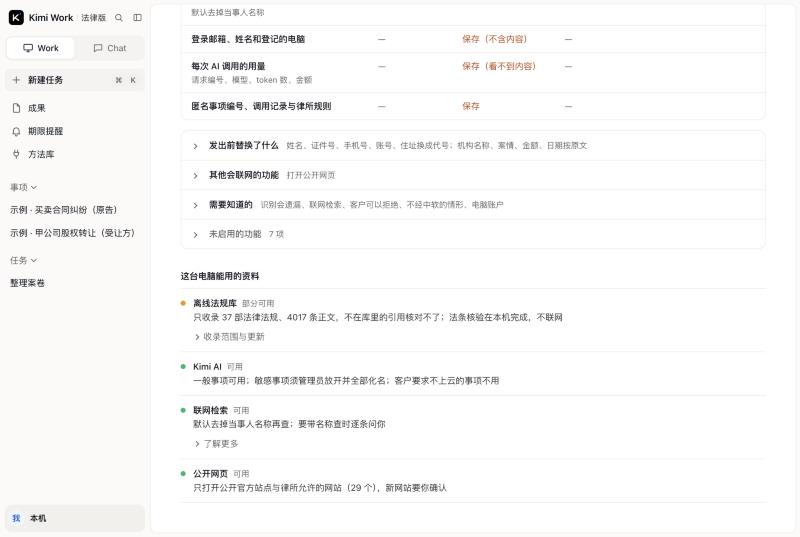 Kimi Work 法律版
Work
Chat
新建任务 ⌘ K
成果
期限提醒
方法库
事项
示例 · 买卖合同纠纷（原告）
示例 · 甲公司股权转让（受让方）
任务
整理案卷
我 本机
默认去掉当事人名称
登录邮箱、姓名和登记的电脑 — 保存（不含内容） —
每次 AI 调用的用量 — 保存（看不到内容） —
请求编号、模型、token 数、金额
匿名事项编号、调用记录与律所规则 — 保存 —
发出前替换了什么 姓名、证件号、手机号、账号、住址换成代号；机构名称、案情、金额、日期按原文
其他会联网的功能 打开公开网页
需要知道的 识别会遗漏、联网检索、客户可以拒绝、不经中软的情形、电脑账户
未启用的功能 7 项
这台电脑能用的资料
离线法规库 部分可用
只收录 37 部法律法规、4017 条正文，不在库里的引用核对不了；法条核验在本机完成，不联网
收录范围与更新
Kimi AI 可用
一般事项可用；敏感事项须管理员放开并全部化名；客户要求不上云的事项不用
联网检索 可用
默认去掉当事人名称再查；要带名称查时逐条问你
了解更多
公开网页 可用
只打开公开官方站点与律所允许的网站（29 个），新网站要你确认